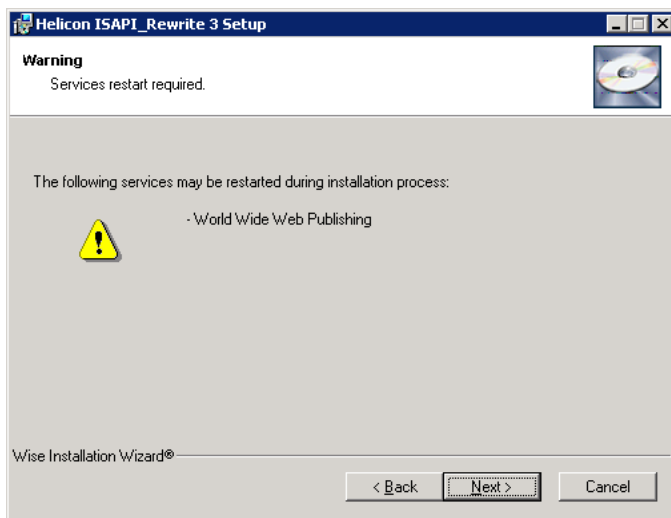 Helicon ISAPI_Rewrite 3 Setup
Warning
Services restart required.
The following services may be restarted during installation process:
- World Wide Web Publishing
Wise Installation Wizard®
< Back
Next >
Cancel